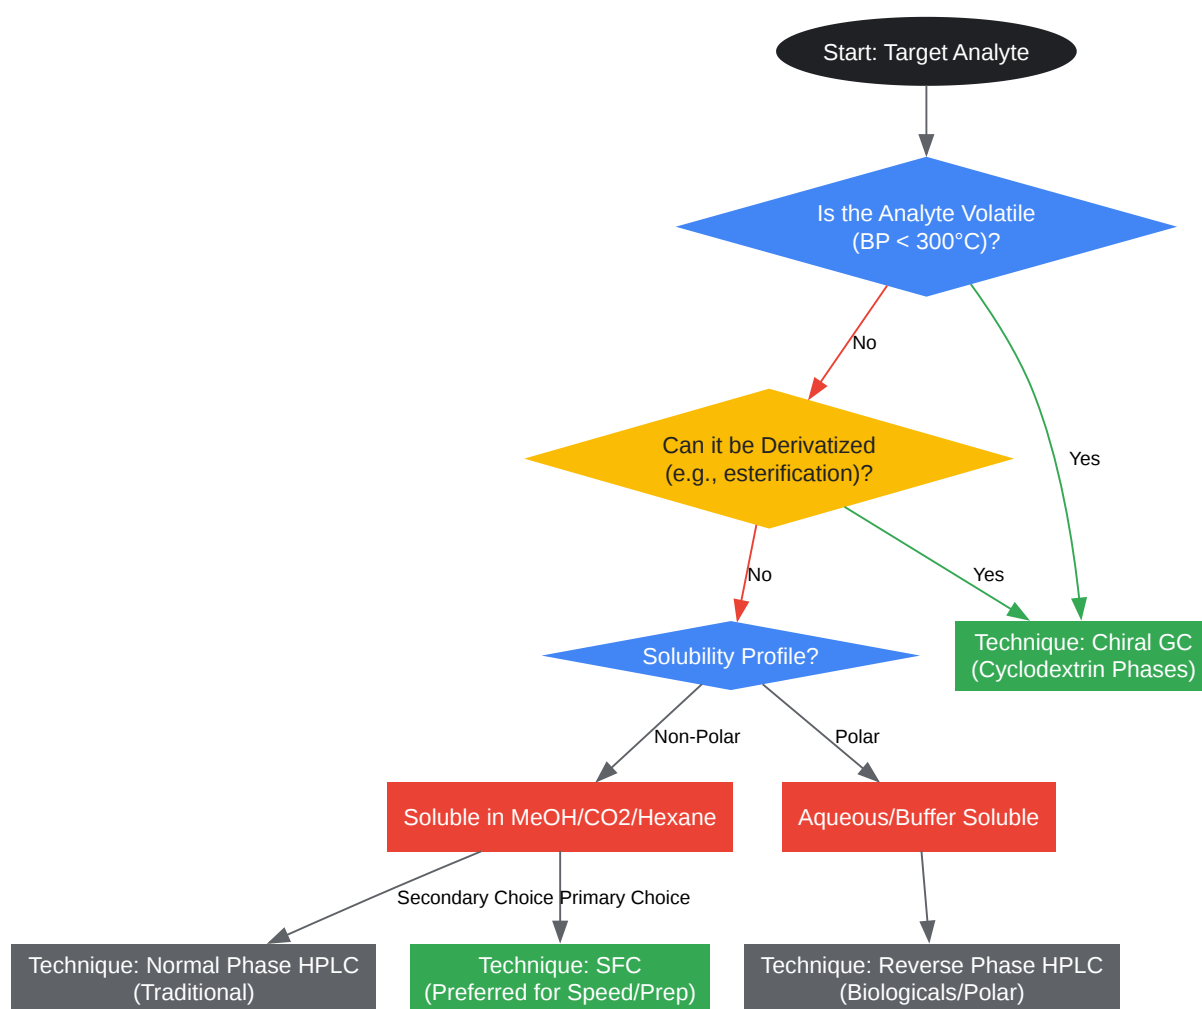 Start: Target Analyte
Is the Analyte Volatile
(BP < 300°C)?
No
Yes
Can it be Derivatized
(e.g., esterification)?
No
Yes
Technique: Chiral GC
(Cyclodextrin Phases)
Solubility Profile?
Non-Polar
Polar
Soluble in MeOH/CO2/Hexane
Aqueous/Buffer Soluble
Secondary Choice
Primary Choice
Technique: Normal Phase HPLC
(Traditional)
Technique: SFC
(Preferred for Speed/Prep)
Technique: Reverse Phase HPLC
(Biologicals/Polar)